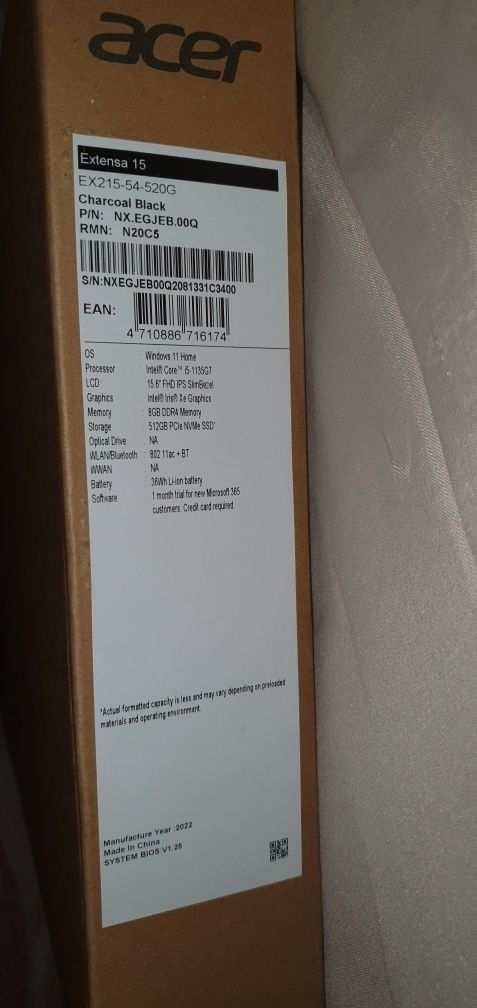 acer
Extensa 15
EX215-54-520G
Charcoal Black
P/N: NX.EGJEB.00Q
RMN: N20C5
S/N:NXEGJEB00Q2081331C3400
EAN:
4 710886 716174
OS : Windows 11 Home
Processor : Intel® Core™ i5-1135G7
LCD : 15.6" FHD IPS SlimBezel
Graphics : Intel® Iris® Xe Graphics
Memory : 8GB DDR4 Memory
Storage : 512GB PCIe NVMe SSD*
Optical Drive : NA
WLAN/Bluetooth : 802.11ac + BT
WWAN : NA
Battery : 36Wh Li-ion battery
Software : 1 month trial for new Microsoft 365
customers. Credit card required.
*Actual formatted capacity is less and may vary depending on preloaded
materials and operating environment.
Manufacture Year :2022
Made in China
SYSTEM BIOS:V1.25